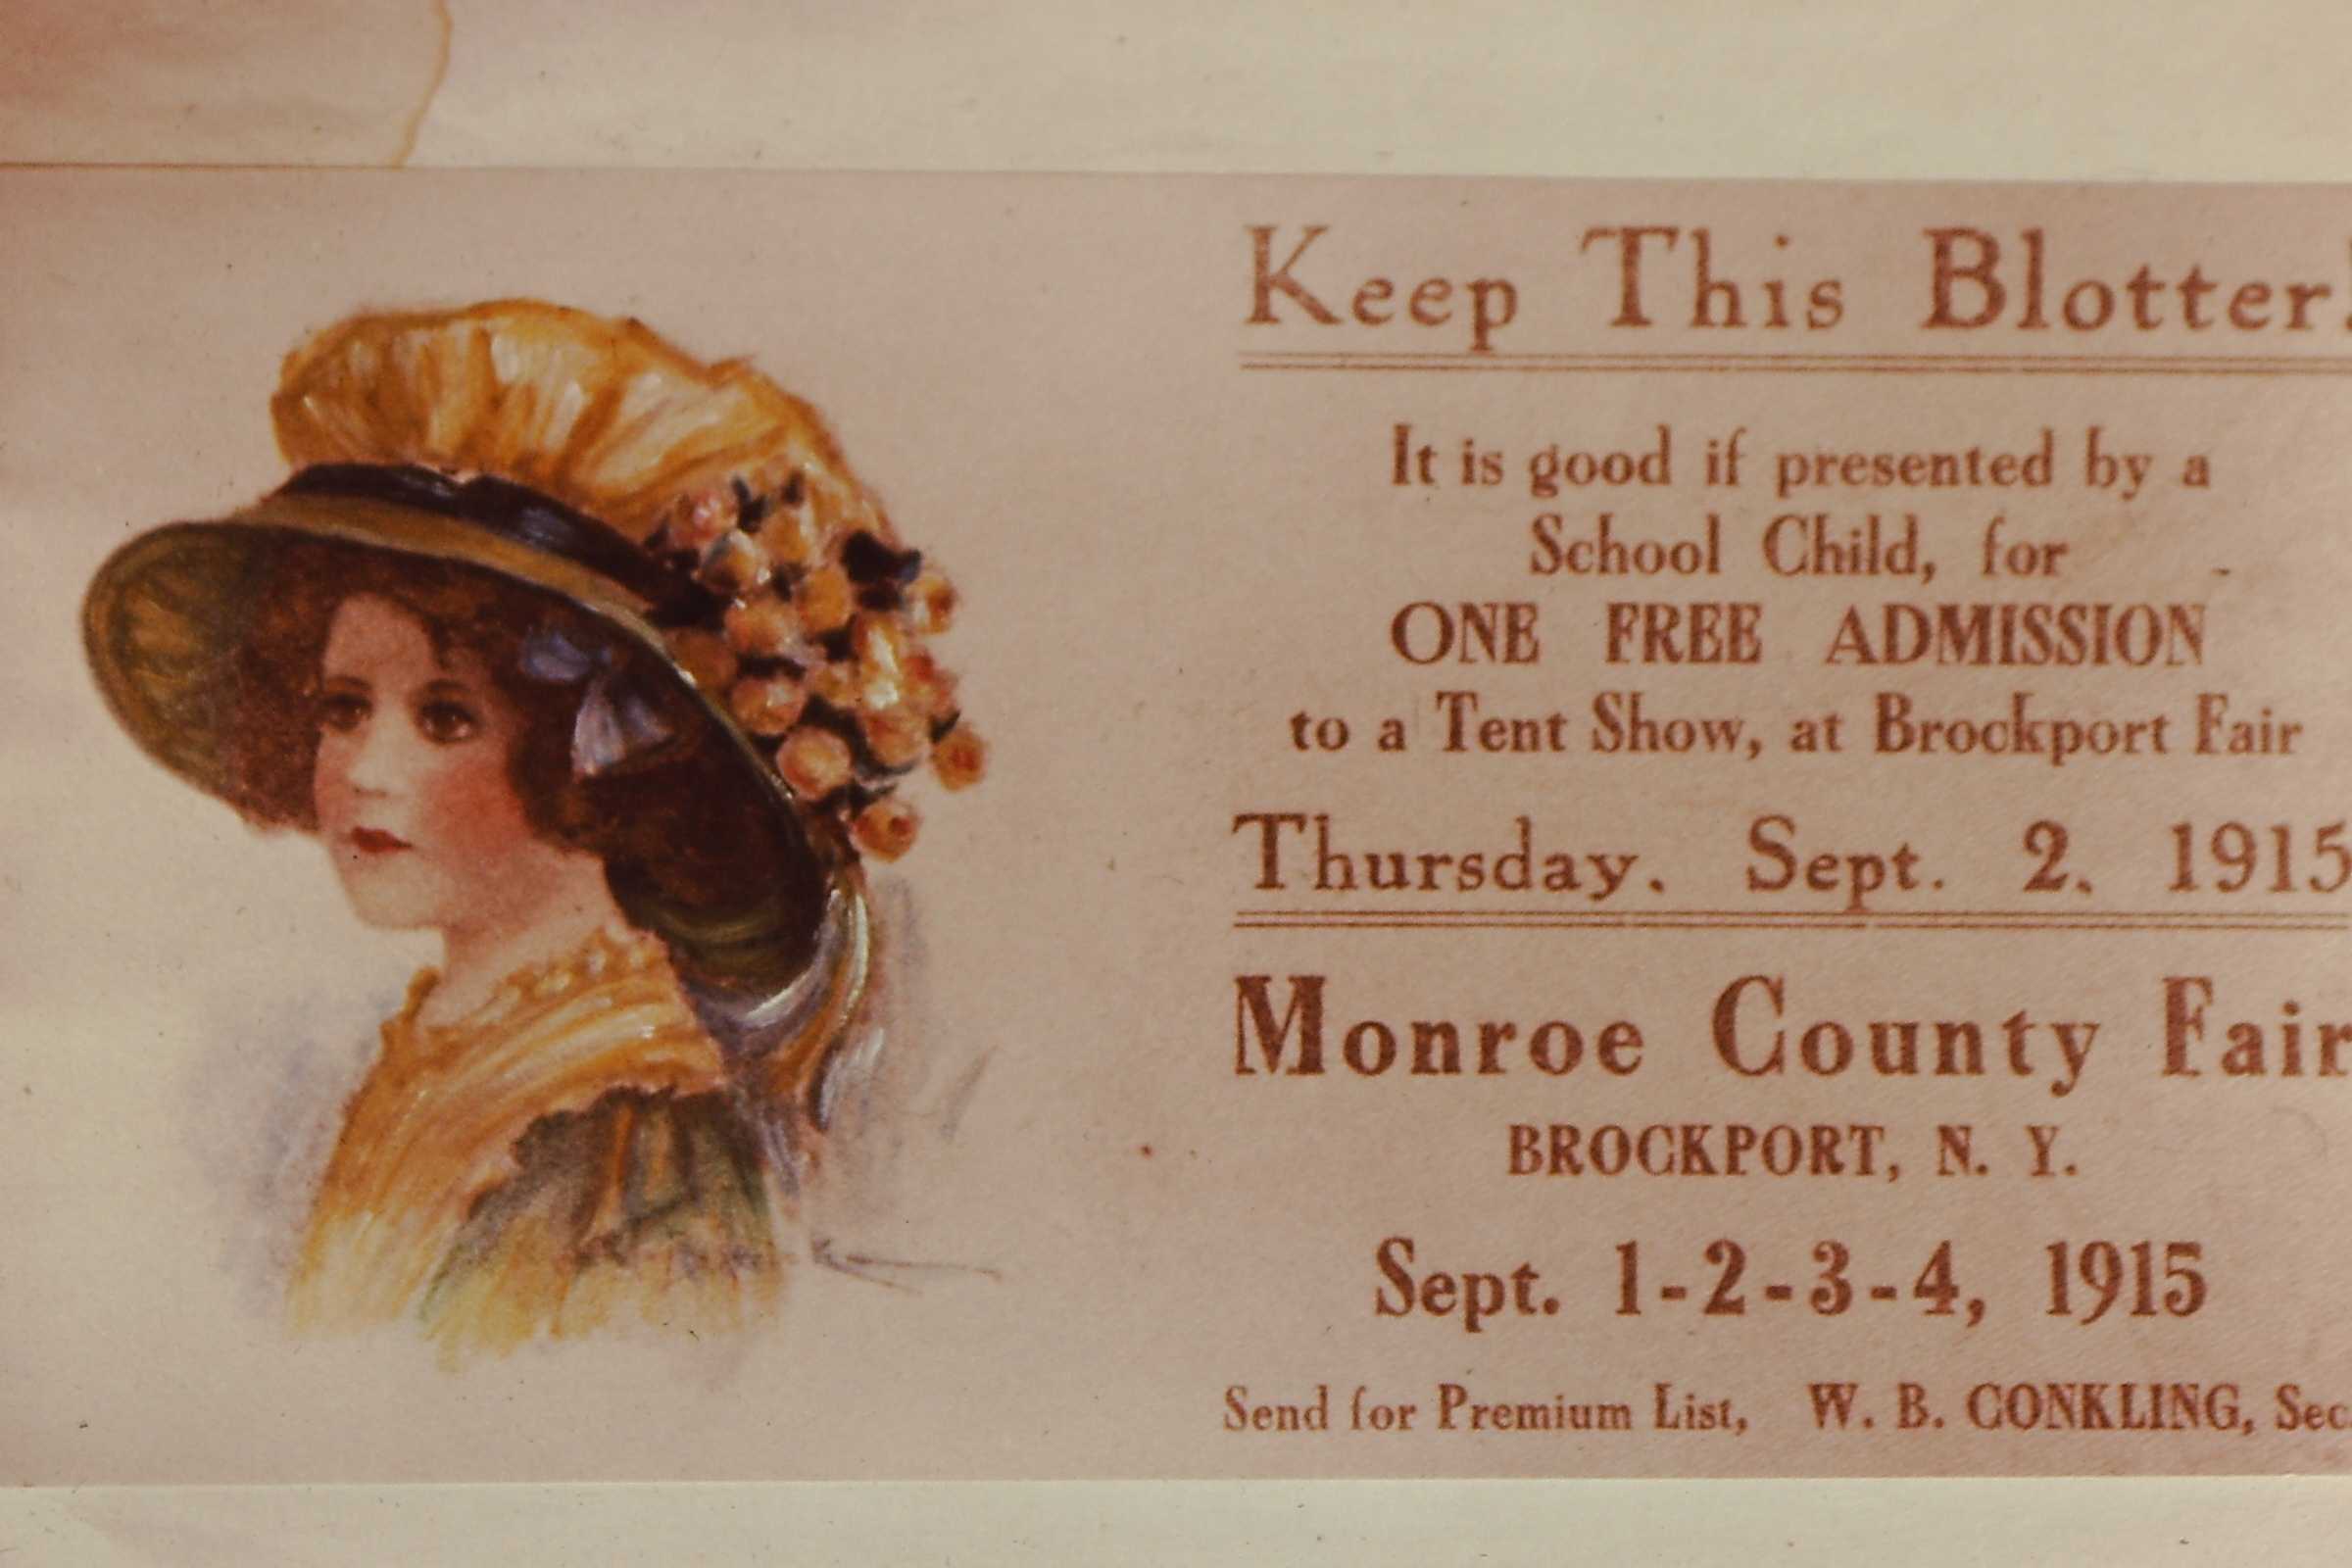 Keep This Blotter!
It is good if presented by a
School Child, for
ONE FREE ADMISSION
to a Tent Show, at Brockport Fair
Thursday. Sept. 2. 1915
Monroe County Fair
BROCKPORT, N. Y.
Sept. 1-2-3-4, 1915
Send for Premium List, W. B. CONKLING, Sec.